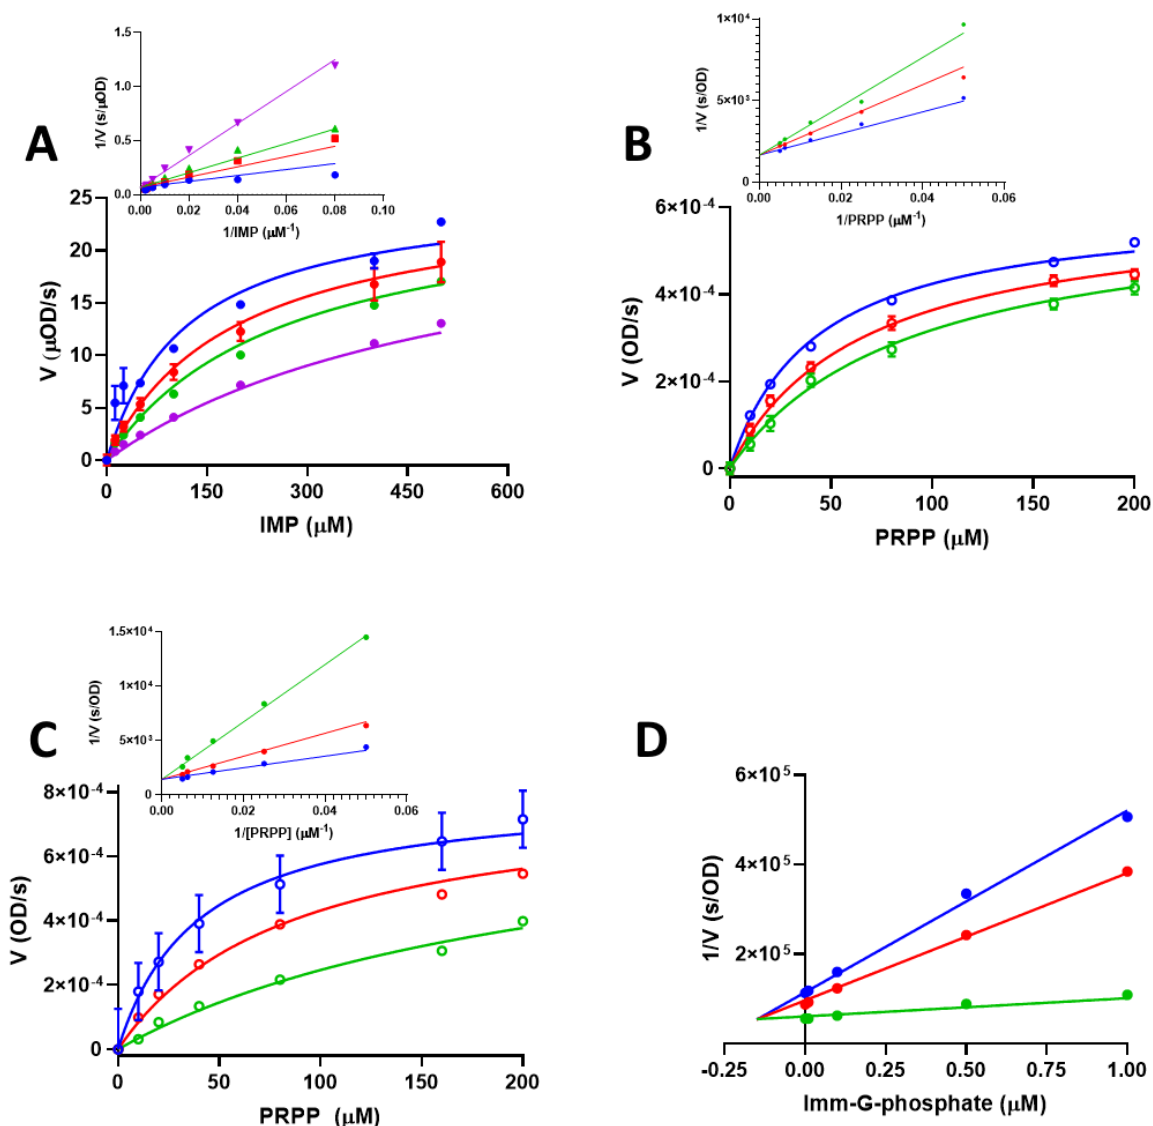 A
1.5
1.0
0.5
0.0
1/V (s/μOD)
0.00 0.02 0.04 0.06 0.08 0.10
1/IMP (μM⁻¹)
25
20
15
10
5
0
V (μOD/s)
0 150 300 450 600
IMP (μM)
B
1×10⁴
5×10³
0
1/V (s/OD)
0.00 0.02 0.04 0.06
1/PRPP (μM⁻¹)
6×10⁻⁴
4×10⁻⁴
2×10⁻⁴
0
V (OD/s)
0 50 100 150 200
PRPP (μM)
C
1.5×10⁴
1×10⁴
5×10³
0
1/V (s/OD)
0.00 0.02 0.04 0.06
1/[PRPP] (μM⁻¹)
8×10⁻⁴
6×10⁻⁴
4×10⁻⁴
2×10⁻⁴
0
V (OD/s)
0 50 100 150 200
PRPP (μM)
D
6×10⁵
4×10⁵
2×10⁵
1/V (s/OD)
-0.25 0.00 0.25 0.50 0.75 1.00
Imm-G-phosphate (μM)